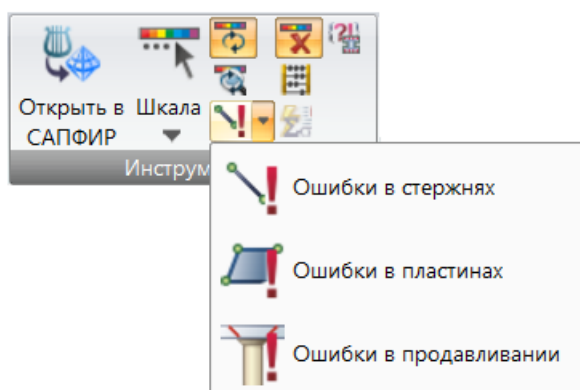 Открыть в
САПФИР
Шкала
Ошибки в стержнях
Ошибки в пластинах
Ошибки в продавливании